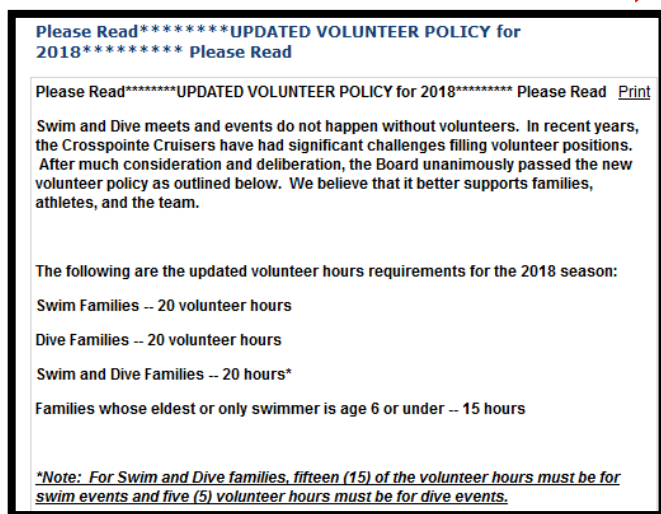 Please Read********UPDATED VOLUNTEER POLICY for
2018********* Please Read
Please Read********UPDATED VOLUNTEER POLICY for 2018********* Please Read Print
Swim and Dive meets and events do not happen without volunteers. In recent years,
the Crosspointe Cruisers have had significant challenges filling volunteer positions.
After much consideration and deliberation, the Board unanimously passed the new
volunteer policy as outlined below. We believe that it better supports families,
athletes, and the team.
The following are the updated volunteer hours requirements for the 2018 season:
Swim Families -- 20 volunteer hours
Dive Families -- 20 volunteer hours
Swim and Dive Families -- 20 hours*
Families whose eldest or only swimmer is age 6 or under -- 15 hours
*Note: For Swim and Dive families, fifteen (15) of the volunteer hours must be for
swim events and five (5) volunteer hours must be for dive events.